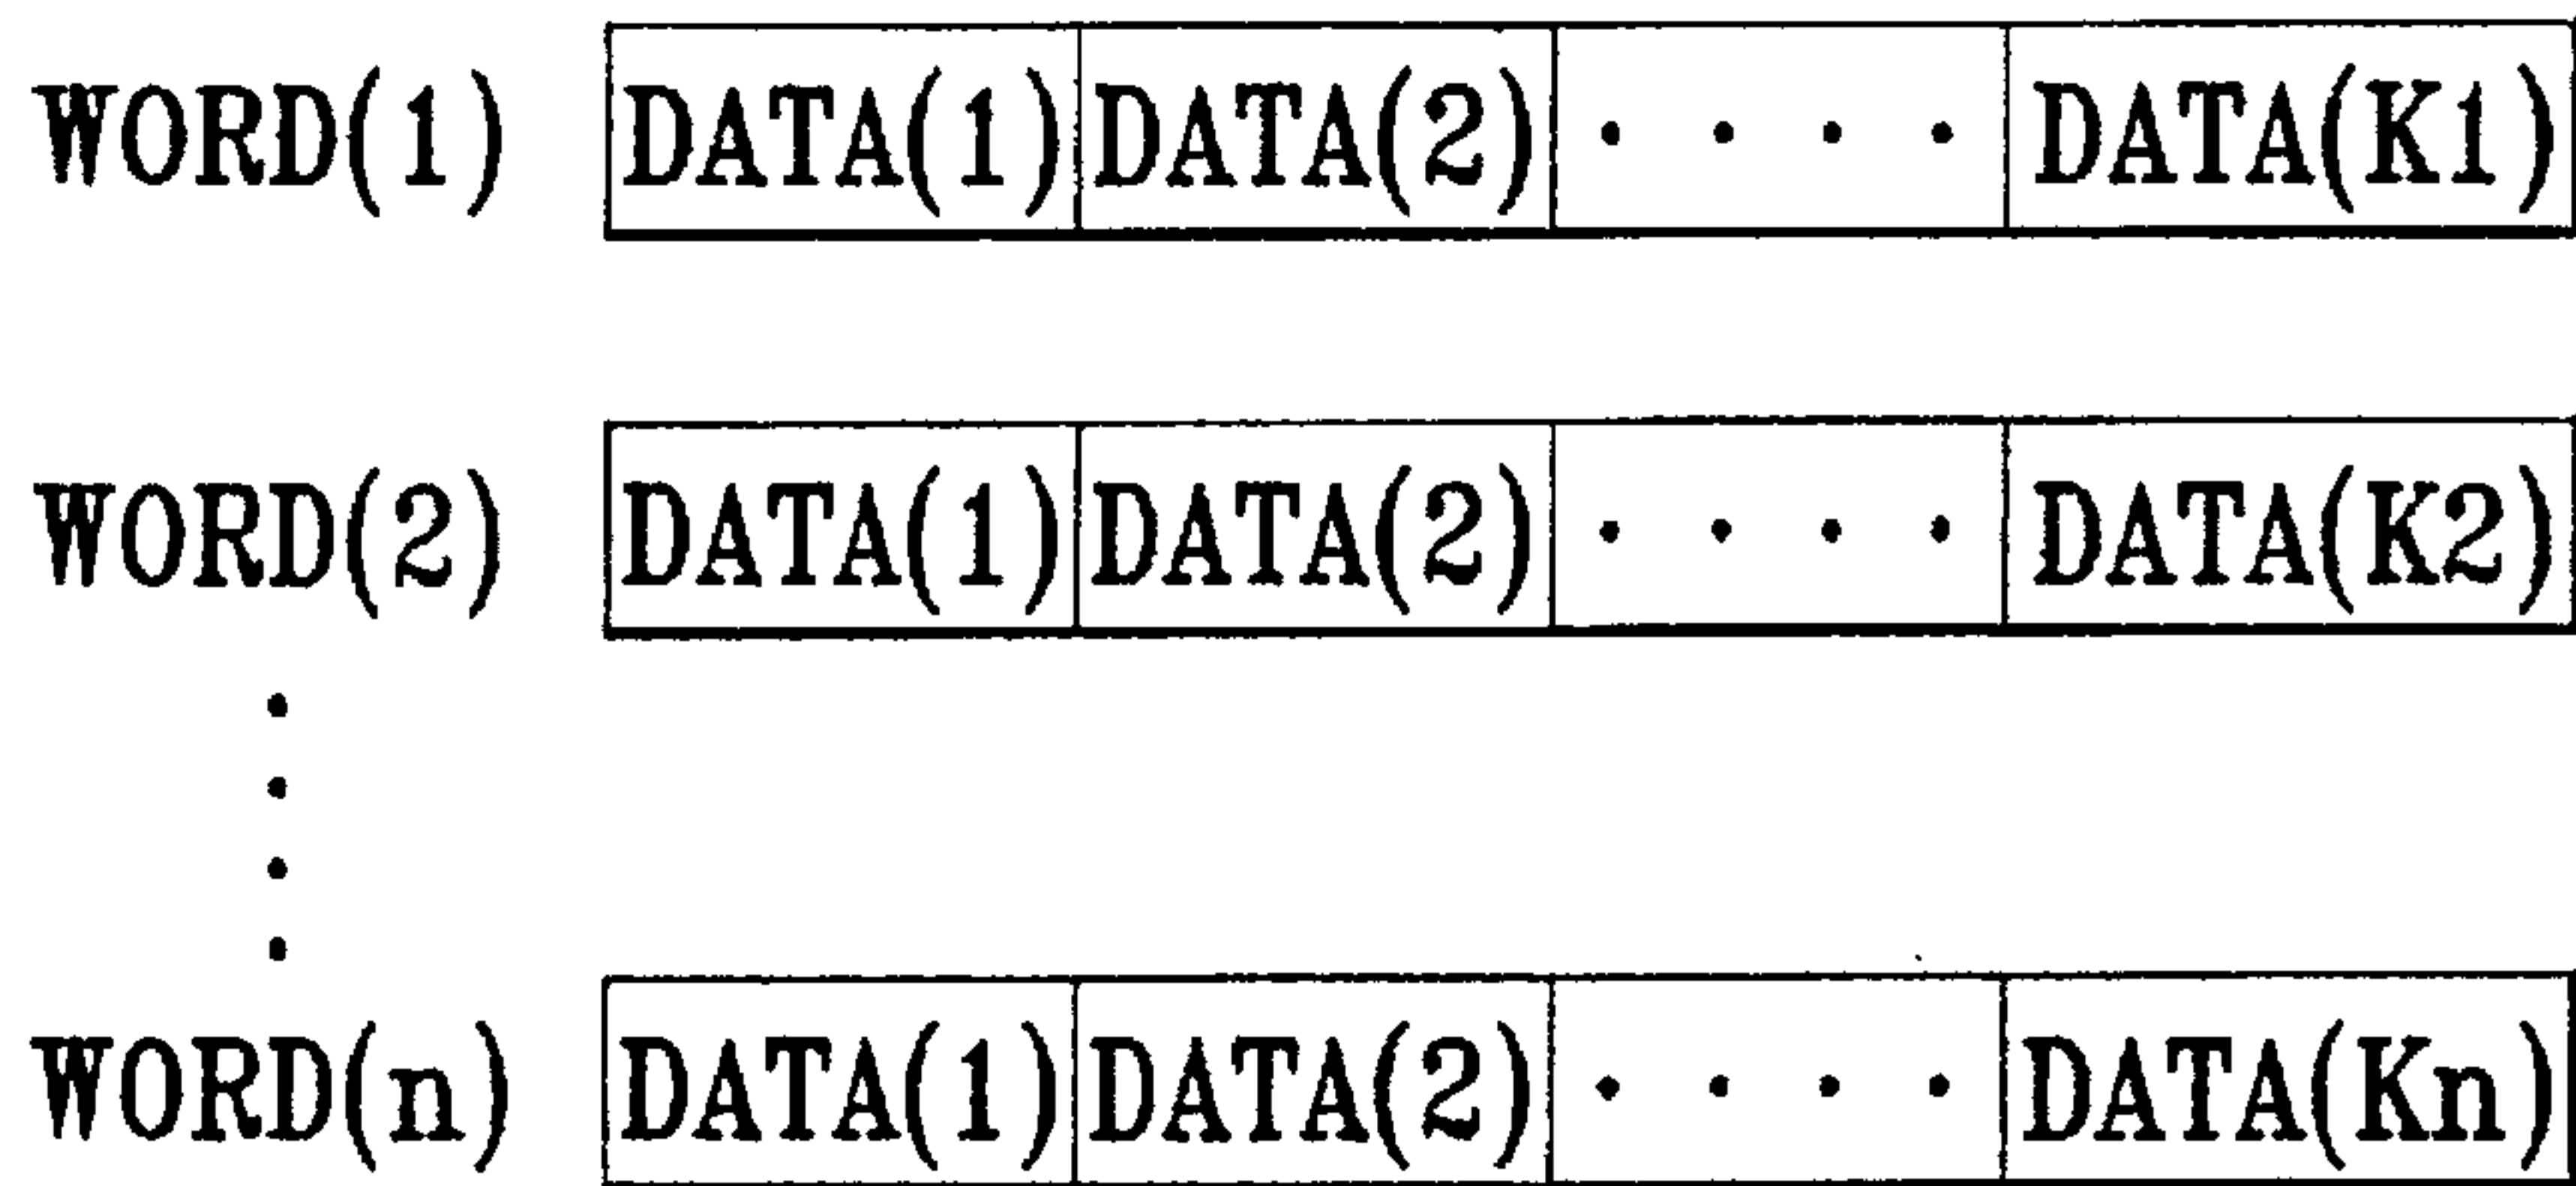 WORD(1) DATA(1) DATA(2) · · · · DATA(K1)
WORD(2) DATA(1) DATA(2) · · · · DATA(K2)
·
·
·
·
WORD(n) DATA(1) DATA(2) · · · · DATA(Kn)